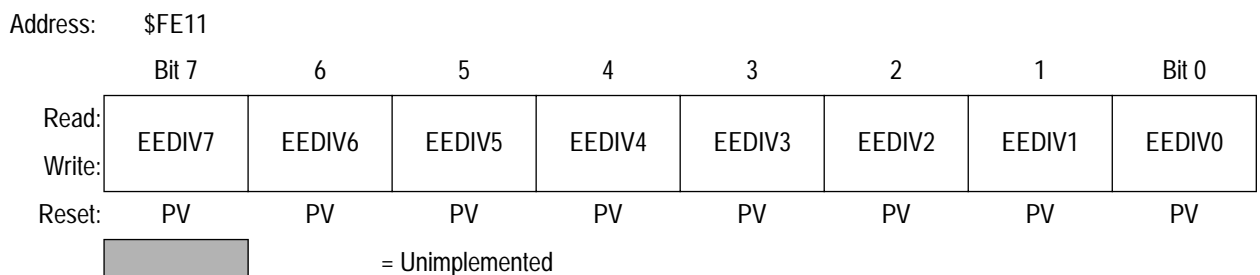 Address: $FE11
Bit 7 6 5 4 3 2 1 Bit 0
Read:
EEDIV7 EEDIV6 EEDIV5 EEDIV4 EEDIV3 EEDIV2 EEDIV1 EEDIV0
Write:
Reset: PV PV PV PV PV PV PV PV
= Unimplemented